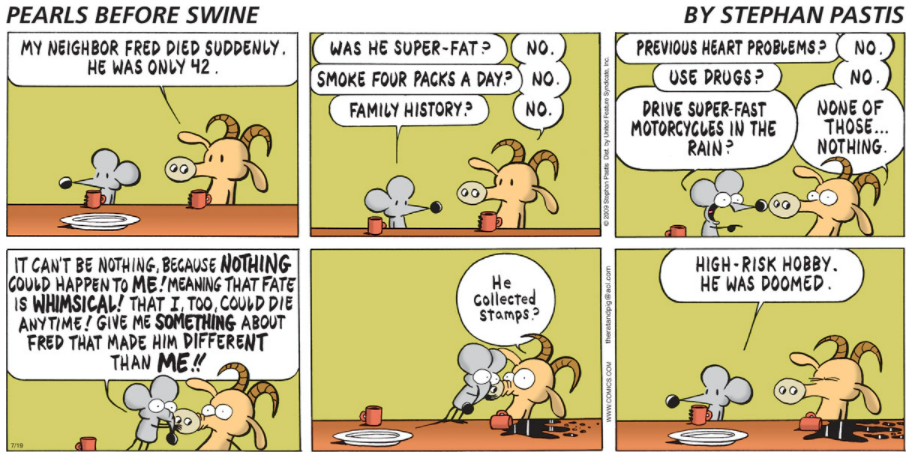 PEARLS BEFORE SWINE
BY STEPHAN PASTIS
MY NEIGHBOR FRED DIED SUDDENLY.
HE WAS ONLY 42.
WAS HE SUPER-FAT?
NO.
SMOKE FOUR PACKS A DAY?
NO.
FAMILY HISTORY?
NO.
© 2009 Stephan Pastis Dist. by United Feature Syndicate, Inc.
PREVIOUS HEART PROBLEMS?
NO.
USE DRUGS?
NO.
DRIVE SUPER-FAST
MOTORCYCLES IN THE
RAIN?
NONE OF
THOSE...
NOTHING.
IT CAN'T BE NOTHING, BECAUSE NOTHING
COULD HAPPEN TO ME! MEANING THAT FATE
IS WHIMSICAL! THAT I, TOO, COULD DIE
ANYTIME! GIVE ME SOMETHING ABOUT
FRED THAT MADE HIM DIFFERENT
THAN ME!!
7/18
He
collected
stamps?
WWW.COMICS.COM theratandpig@aol.com
HIGH-RISK HOBBY.
HE WAS DOOMED.